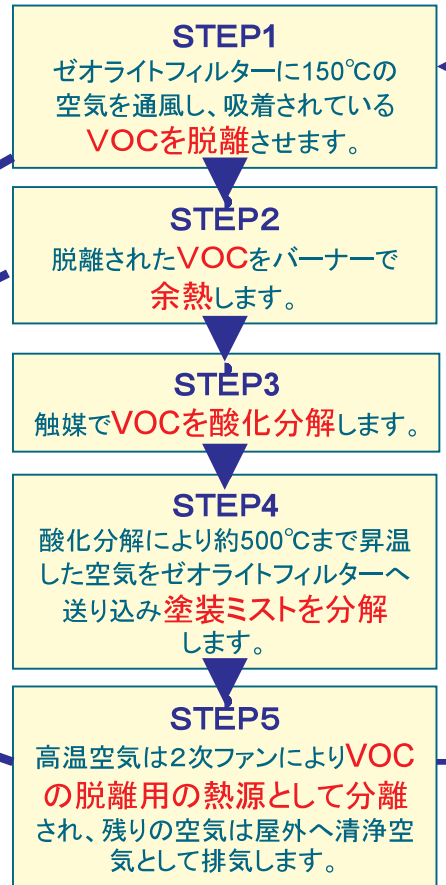 STEP1
ゼオライトフィルターに150℃の
空気を通風し、吸着されている
VOCを脱離させます。
STEP2
脱離されたVOCをバーナーで
余熱します。
STEP3
触媒でVOCを酸化分解します。
STEP4
酸化分解により約500℃まで昇温
した空気をゼオライトフィルターへ
送り込み塗装ミストを分解
します。
STEP5
高温空気は2次ファンによりVOC
の脱離用の熱源として分離
され、残りの空気は屋外へ清浄空
気として排気します。